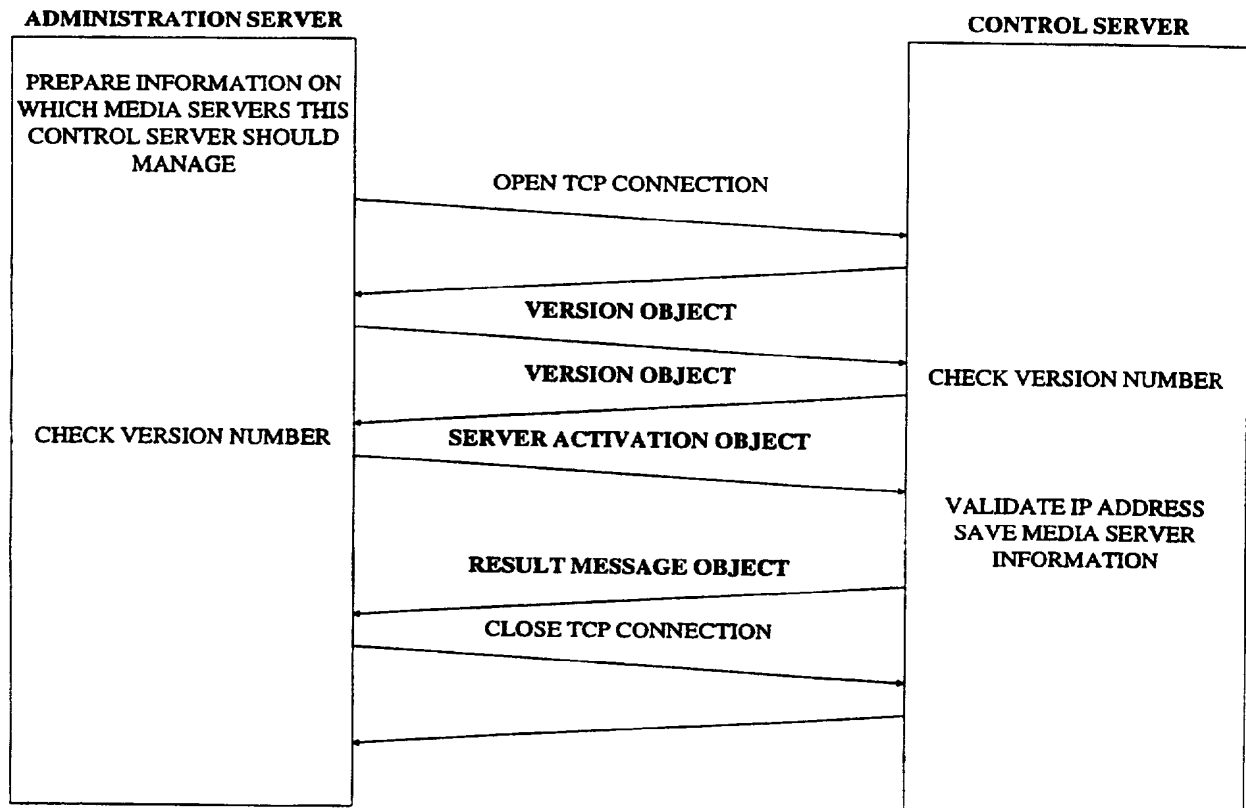 ADMINISTRATION SERVER
CONTROL SERVER
PREPARE INFORMATION ON
WHICH MEDIA SERVERS THIS
CONTROL SERVER SHOULD
MANAGE
OPEN TCP CONNECTION
VERSION OBJECT
VERSION OBJECT
CHECK VERSION NUMBER
CHECK VERSION NUMBER
SERVER ACTIVATION OBJECT
VALIDATE IP ADDRESS
SAVE MEDIA SERVER
INFORMATION
RESULT MESSAGE OBJECT
CLOSE TCP CONNECTION